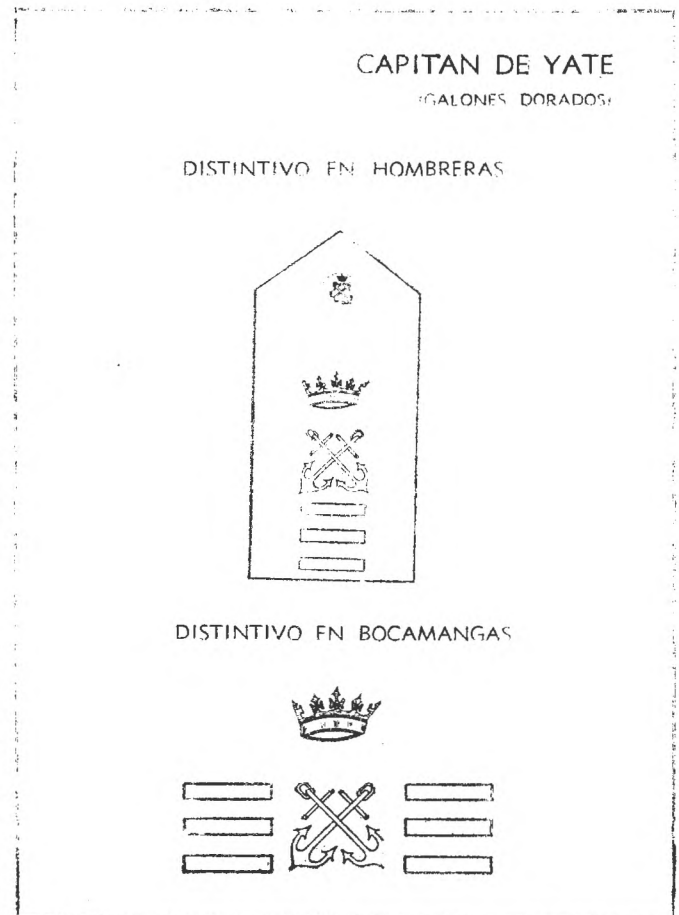 CAPITAN DE YATE
(GALONES DORADOS)
DISTINTIVO EN HOMBRERAS
DISTINTIVO EN BOCAMANGAS